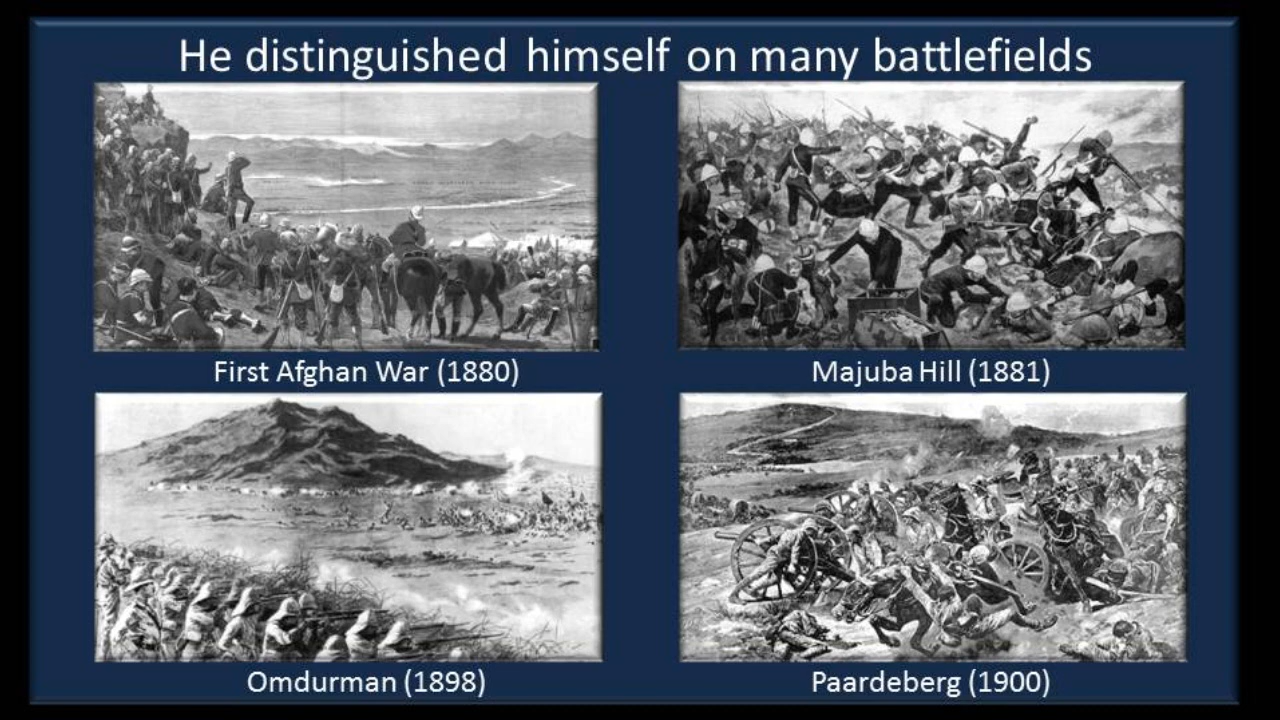 He distinguished himself on many battlefields
First Afghan War (1880)
Majuba Hill (1881)
Omdurman (1898)
Paardeberg (1900)